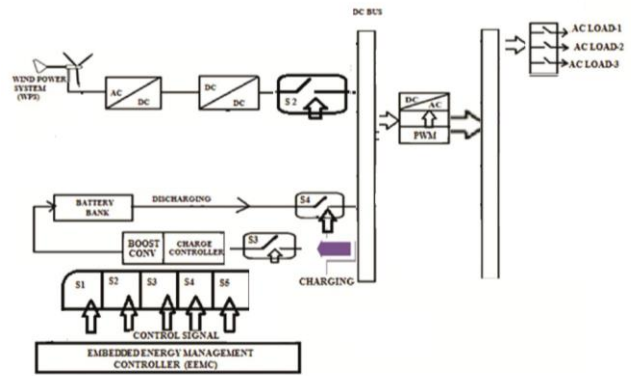 DC BUS
AC LOAD-1
AC LOAD-2
AC LOAD-3
WIND POWER
SYSTEM
(WPS)
AC
DC
DC
DC
S 2
DC
AC
PWM
BATTERY
BANK
DISCHARGING
S4
BOOST
CONV
CHARGE
CONTROLLER
S3
CHARGING
S1
S2
S3
S4
S5
CONTROL SIGNAL
EMBEDDED ENERGY MANAGEMENT
CONTROLLER (EEMC)